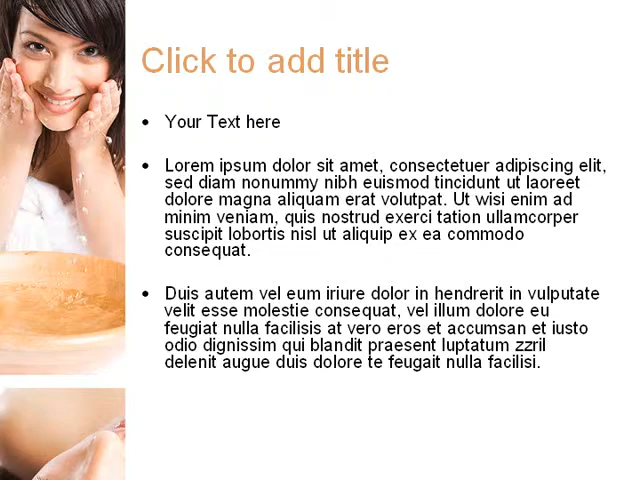 Click to add title
• Your Text here
• Lorem ipsum dolor sit amet, consectetuer adipiscing elit,
sed diam nonummy nibh euismod tincidunt ut laoreet
dolore magna aliquam erat volutpat. Ut wisi enim ad
minim veniam, quis nostrud exerci tation ullamcorper
suscipit lobortis nisl ut aliquip ex ea commodo
consequat.
• Duis autem vel eum iriure dolor in hendrerit in vulputate
velit esse molestie consequat, vel illum dolore eu
feugiat nulla facilisis at vero eros et accumsan et iusto
odio dignissim qui blandit praesent luptatum zzril
delenit augue duis dolore te feugait nulla facilisi.